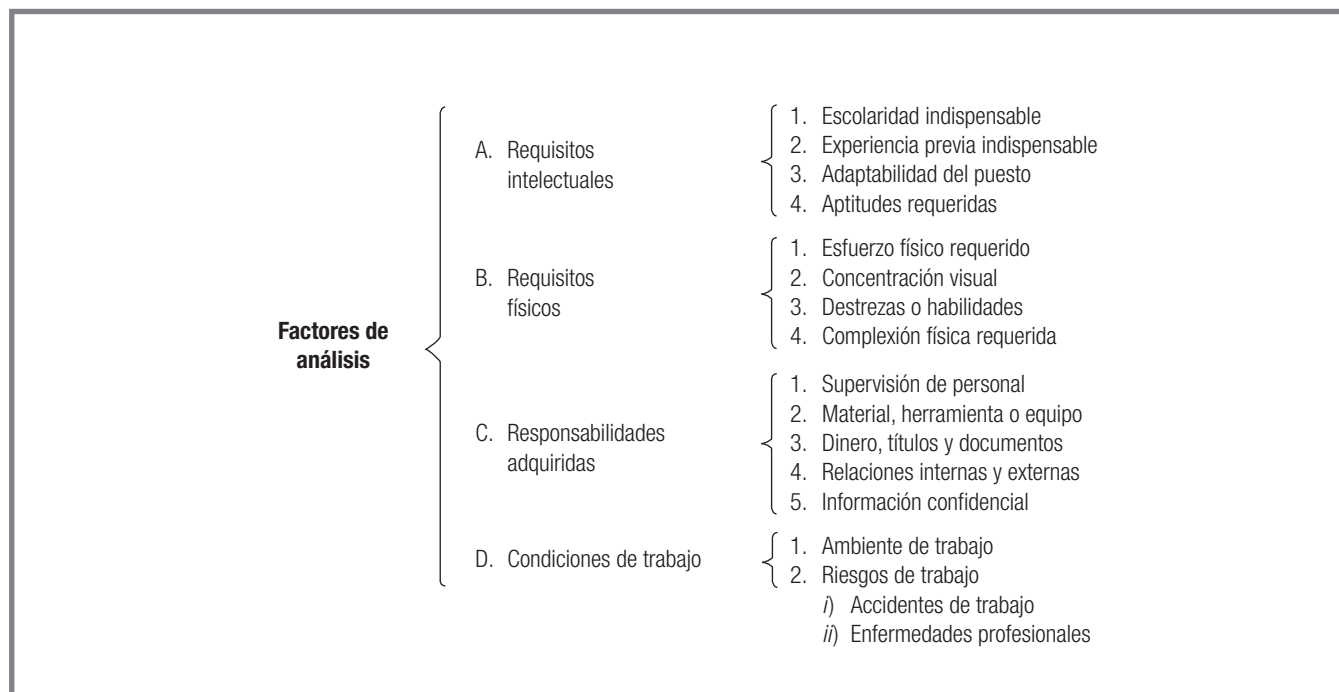 Factores de
análisis
A. Requisitos
intelectuales
1. Escolaridad indispensable
2. Experiencia previa indispensable
3. Adaptabilidad del puesto
4. Aptitudes requeridas
B. Requisitos
físicos
1. Esfuerzo físico requerido
2. Concentración visual
3. Destrezas o habilidades
4. Complexión física requerida
C. Responsabilidades
adquiridas
1. Supervisión de personal
2. Material, herramienta o equipo
3. Dinero, títulos y documentos
4. Relaciones internas y externas
5. Información confidencial
D. Condiciones de trabajo
1. Ambiente de trabajo
2. Riesgos de trabajo
i) Accidentes de trabajo
ii) Enfermedades profesionales